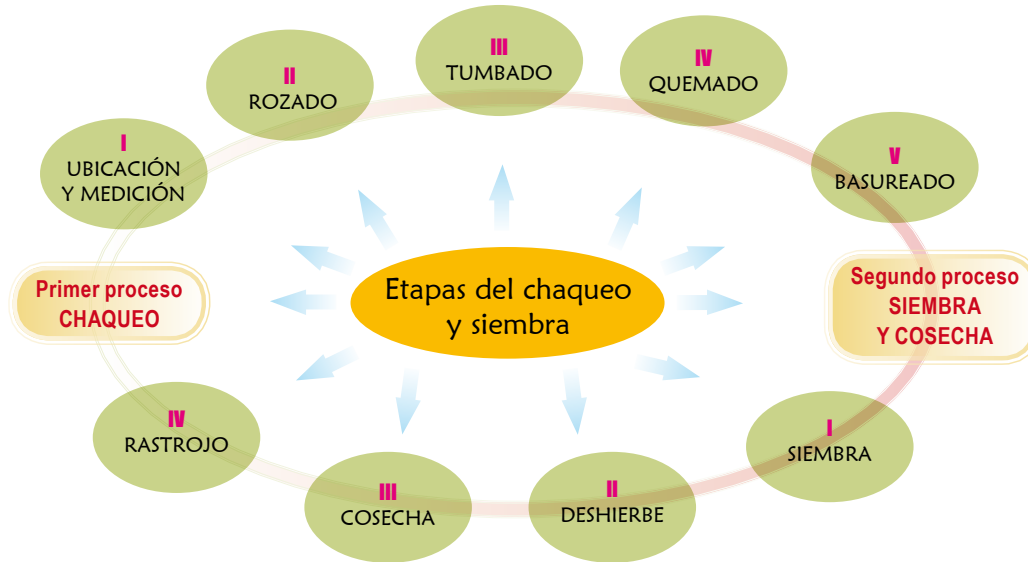 Etapas del chaqueo
y siembra
Primer proceso
CHAQUEO
I
UBICACIÓN
Y MEDICIÓN
II
ROZADO
III
TUMBADO
IV
QUEMADO
V
BASUREADO
Segundo proceso
SIEMBRA
Y COSECHA
I
SIEMBRA
II
DESHIERBE
III
COSECHA
IV
RASTROJO